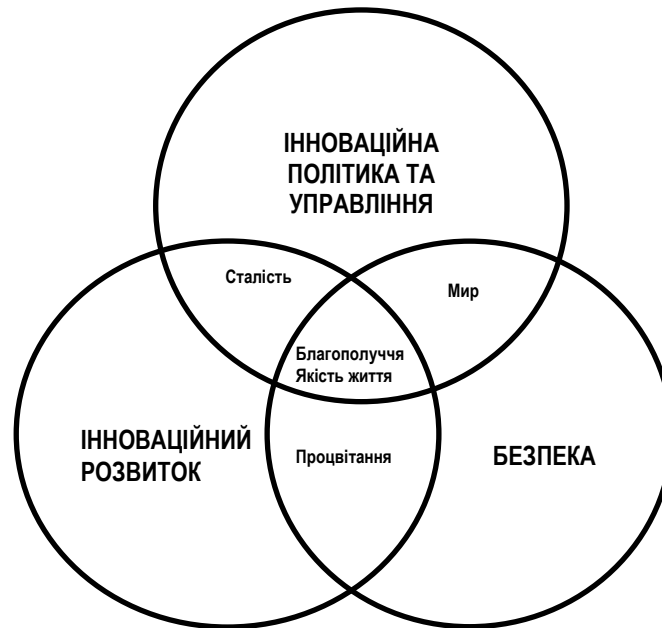 ІННОВАЦІЙНА
ПОЛІТИКА ТА
УПРАВЛІННЯ
Сталість
Мир
Благополуччя
Якість життя
ІННОВАЦІЙНИЙ
РОЗВИТОК
Процвітання
БЕЗПЕКА